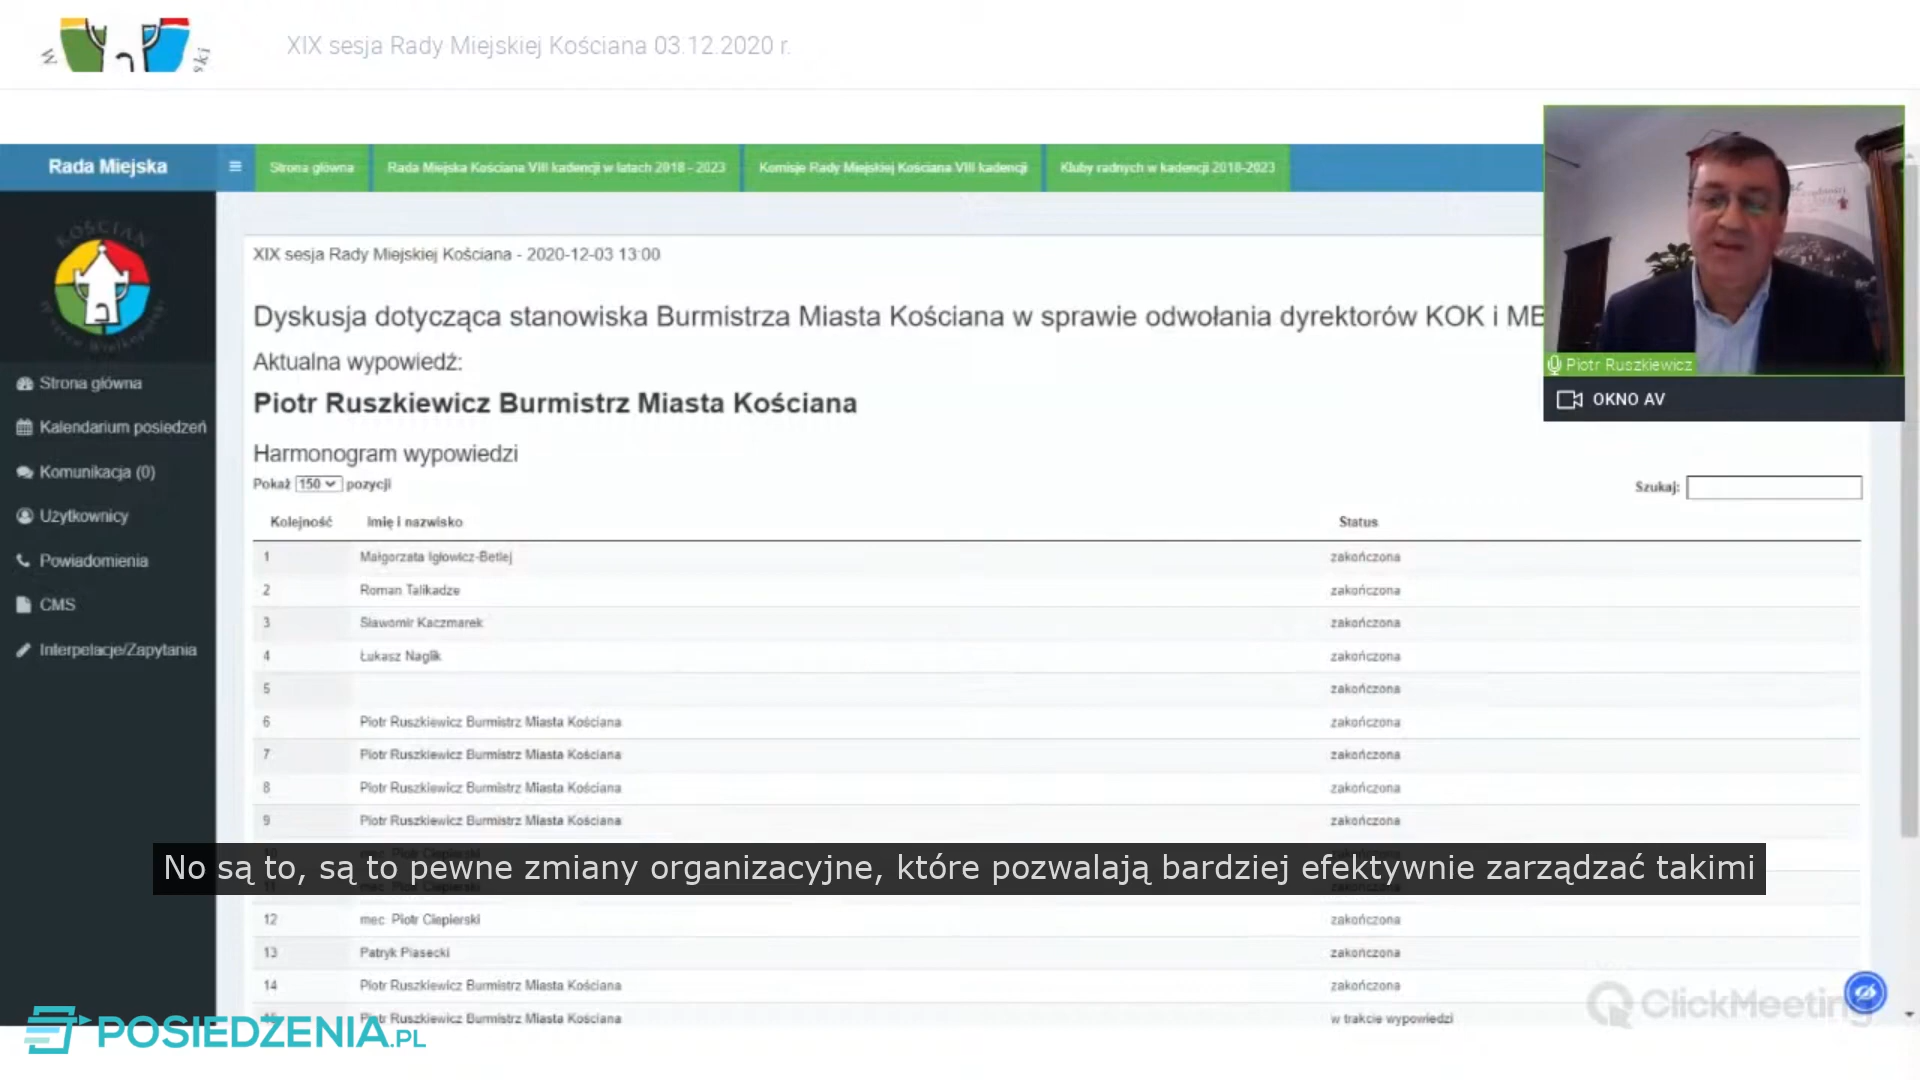 XIX sesja Rady Miejskiej Kościana 03.12.2020 r.
Rada Miejska
Strona główna
Rada Miejska Kościana VIII kadencji w latach 2018 - 2023
Komisje Rady Miejskiej Kościana VIII kadencji
Kluby radnych w kadencji 2018-2023
KOŚCIAN
Strona główna
Kalendarium posiedzeń
Komunikacja (0)
Użytkownicy
Powiadomienia
CMS
Interpelacje/Zapytania
XIX sesja Rady Miejskiej Kościana - 2020-12-03 13:00
Dyskusja dotycząca stanowiska Burmistrza Miasta Kościana w sprawie odwołania dyrektorów KOK i MB
Aktualna wypowiedź:
Piotr Ruszkiewicz Burmistrz Miasta Kościana
Piotr Ruszkiewicz
OKNO AV
Harmonogram wypowiedzi
Pokaż 150 pozycji
Szukaj:
Kolejność Imię i nazwisko Status
1 Małgorzata Igłowicz-Betlej zakończona
2 Roman Talikadze zakończona
3 Sławomir Kaczmarek zakończona
4 Łukasz Naglik zakończona
5 zakończona
6 Piotr Ruszkiewicz Burmistrz Miasta Kościana zakończona
7 Piotr Ruszkiewicz Burmistrz Miasta Kościana zakończona
8 Piotr Ruszkiewicz Burmistrz Miasta Kościana zakończona
9 Piotr Ruszkiewicz Burmistrz Miasta Kościana zakończona
No są to, są to pewne zmiany organizacyjne, które pozwalają bardziej efektywnie zarządzać takimi
12 mec. Piotr Ciepierski zakończona
13 Patryk Piasecki zakończona
14 Piotr Ruszkiewicz Burmistrz Miasta Kościana zakończona
Piotr Ruszkiewicz Burmistrz Miasta Kościana w trakcie wypowiedzi
ClickMeeting
POSIEDZENIA.PL